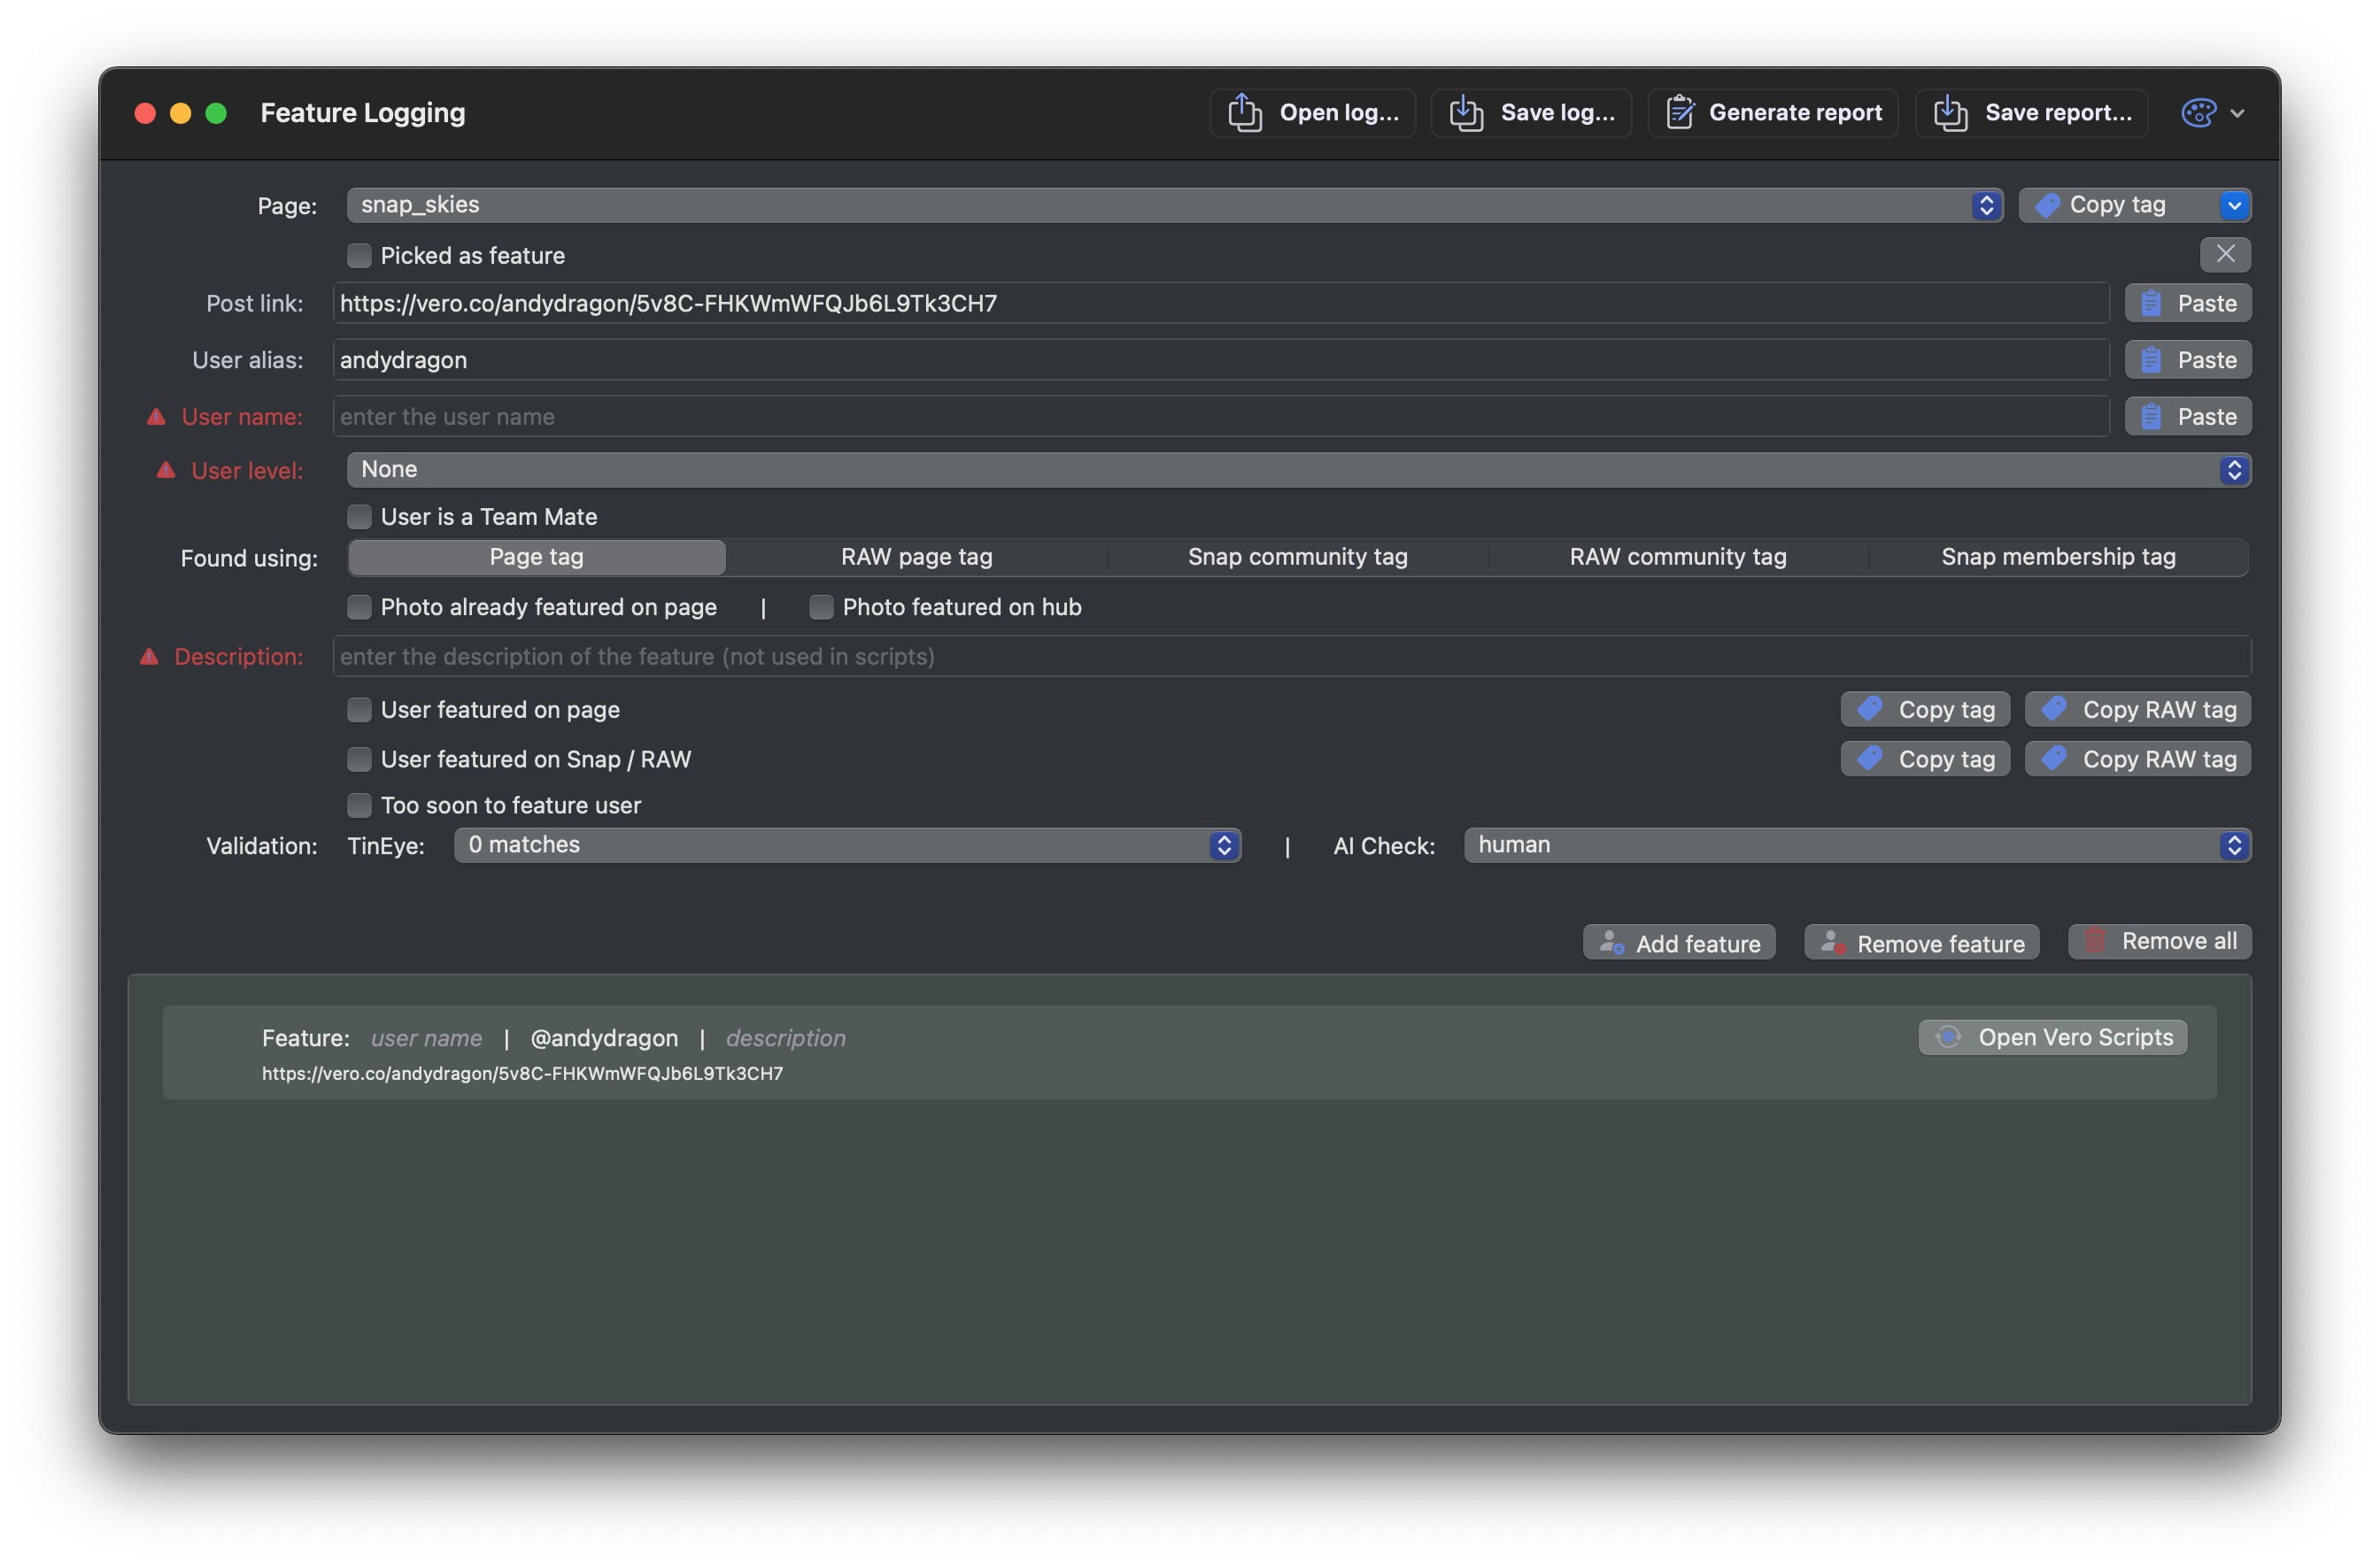 Feature Logging Open log... Save log... Generate report Save report...
Page: snap_skies Copy tag
Picked as feature
Post link: https://vero.co/andydragon/5v8C-FHKWmWFQJb6L9Tk3CH7 Paste
User alias: andydragon Paste
User name: enter the user name Paste
User level: None
User is a Team Mate
Found using: Page tag RAW page tag Snap community tag RAW community tag Snap membership tag
Photo already featured on page | Photo featured on hub
Description: enter the description of the feature (not used in scripts)
User featured on page Copy tag Copy RAW tag
User featured on Snap / RAW Copy tag Copy RAW tag
Too soon to feature user
Validation: TinEye: 0 matches | AI Check: human
Add feature Remove feature Remove all
Feature: user name | @andydragon | description Open Vero Scripts
https://vero.co/andydragon/5v8C-FHKWmWFQJb6L9Tk3CH7